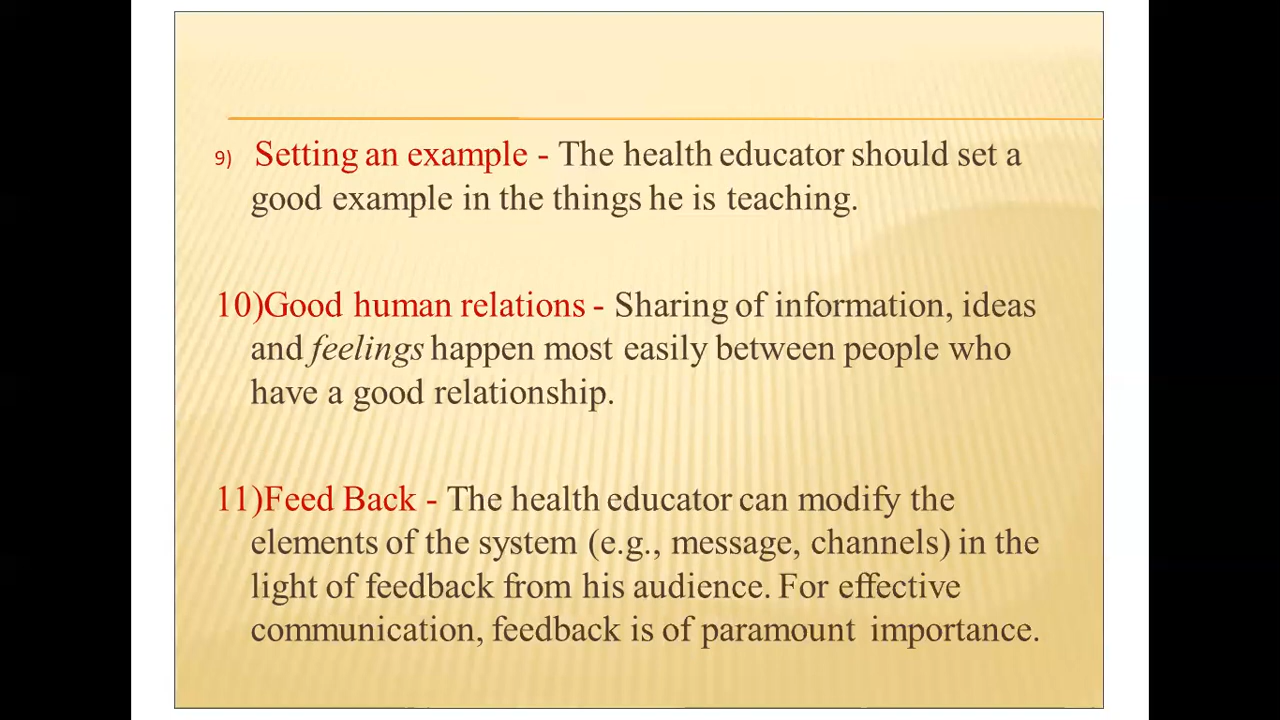 9) Setting an example - The health educator should set a
good example in the things he is teaching.
10)Good human relations - Sharing of information, ideas
and feelings happen most easily between people who
have a good relationship.
11)Feed Back - The health educator can modify the
elements of the system (e.g., message, channels) in the
light of feedback from his audience. For effective
communication, feedback is of paramount importance.